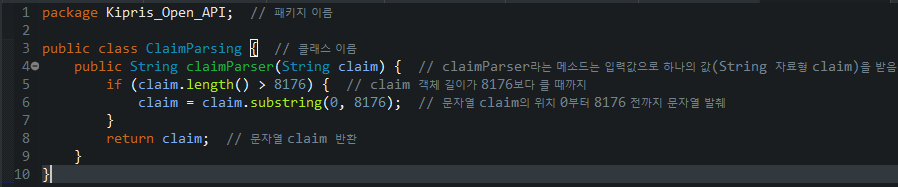 1 package Kipris_Open_API;  // 패키지 이름
2
3 public class ClaimParsing {  // 클래스 이름
4     public String claimParser(String claim) {  // claimParser라는 메소드는 입력값으로 하나의 값(String 자료형 claim)을 받음
5         if (claim.length() > 8176) {  // claim 객체 길이가 8176보다 클 때까지
6             claim = claim.substring(0, 8176);  // 문자열 claim의 위치 0부터 8176 전까지 문자열 발췌
7         }
8         return claim;  // 문자열 claim 반환
9     }
10 }